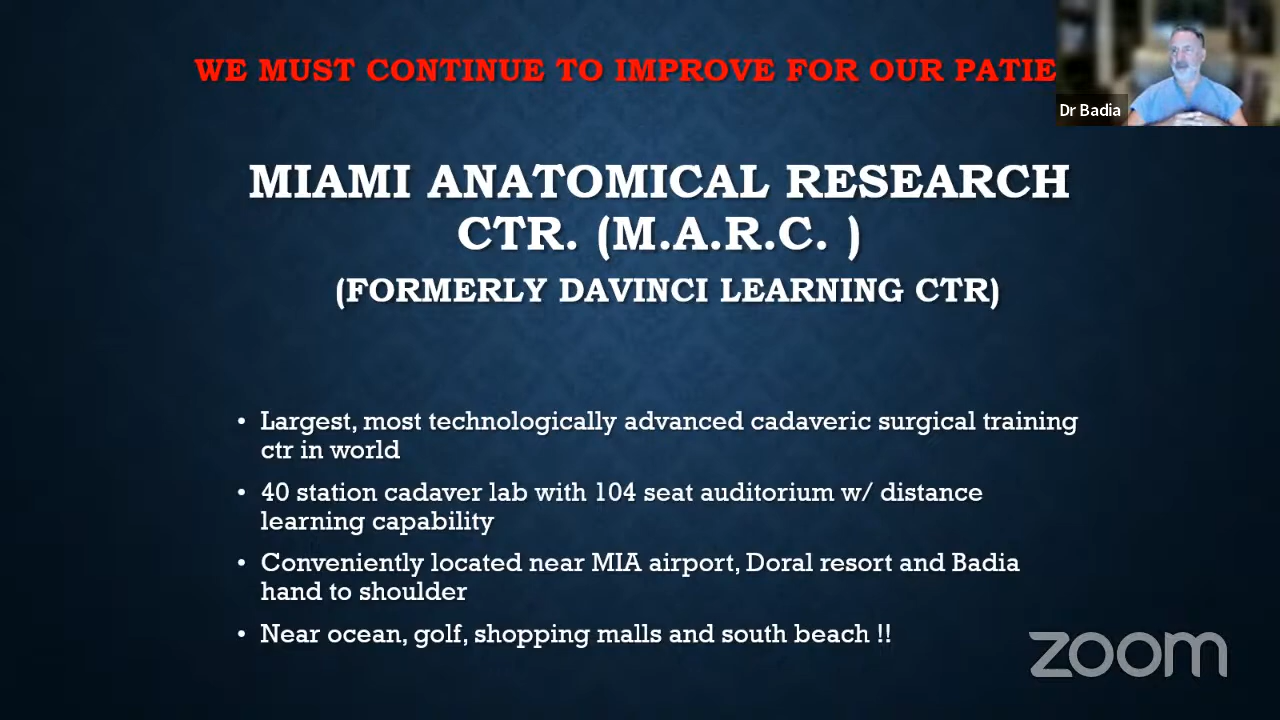 WE MUST CONTINUE TO IMPROVE FOR OUR PATIE
Dr Badia
MIAMI ANATOMICAL RESEARCH
CTR. (M.A.R.C. )
(FORMERLY DAVINCI LEARNING CTR)
• Largest, most technologically advanced cadaveric surgical training
ctr in world
• 40 station cadaver lab with 104 seat auditorium w/ distance
learning capability
• Conveniently located near MIA airport, Doral resort and Badia
hand to shoulder
• Near ocean, golf, shopping malls and south beach !!
zoom